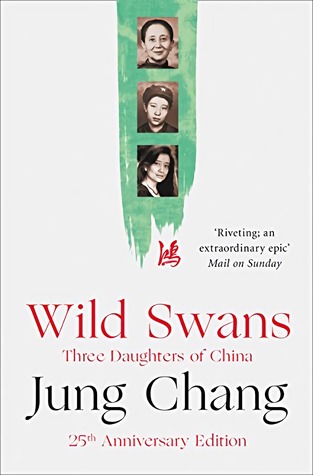 ‘Riveting; an
extraordinary epic’
Mail on Sunday
鴻
Wild Swans
Three Daughters of China
Jung Chang
25th Anniversary Edition